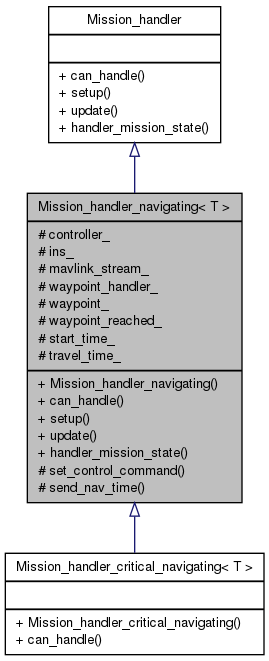 Mission_handler
+ can_handle()
+ setup()
+ update()
+ handler_mission_state()
Mission_handler_navigating< T >
# controller_
# ins_
# mavlink_stream_
# waypoint_handler_
# waypoint_
# waypoint_reached_
# start_time_
# travel_time_
+ Mission_handler_navigating()
+ can_handle()
+ setup()
+ update()
+ handler_mission_state()
# set_control_command()
# send_nav_time()
Mission_handler_critical_navigating< T >
+ Mission_handler_critical_navigating()
+ can_handle()